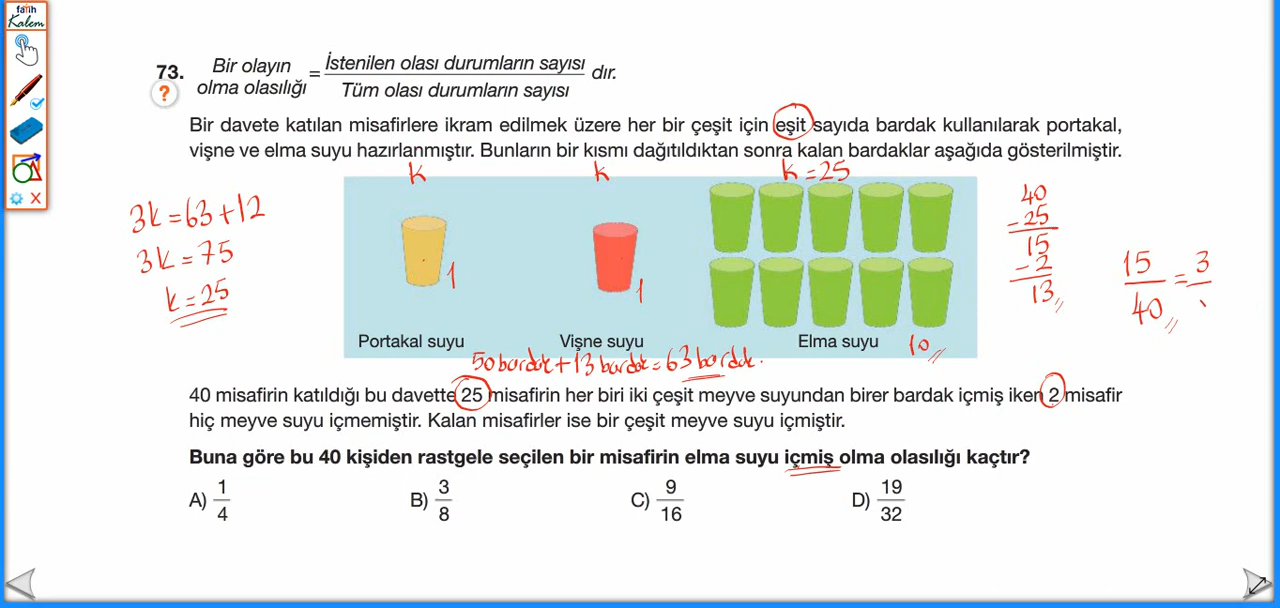 fatih
Kalem
73. Bir olayın olma olasılığı = İstenilen olası durumların sayısı / Tüm olası durumların sayısı dır.
?
Bir davete katılan misafirlere ikram edilmek üzere her bir çeşit için eşit sayıda bardak kullanılarak portakal,
vişne ve elma suyu hazırlanmıştır. Bunların bir kısmı dağıtıldıktan sonra kalan bardaklar aşağıda gösterilmiştir.
k k k = 25
3k = 63 + 12
3k = 75
k = 25
1 1
Portakal suyu Vişne suyu Elma suyu 10
50 bardak + 13 bardak = 63 bardak.
40
- 25
15
- 2
13
15/40 = 3/
40 misafirin katıldığı bu davette 25 misafirin her biri iki çeşit meyve suyundan birer bardak içmiş iken 2 misafir
hiç meyve suyu içmemiştir. Kalan misafirler ise bir çeşit meyve suyu içmiştir.
Buna göre bu 40 kişiden rastgele seçilen bir misafirin elma suyu içmiş olma olasılığı kaçtır?
A) 1/4 B) 3/8 C) 9/16 D) 19/32